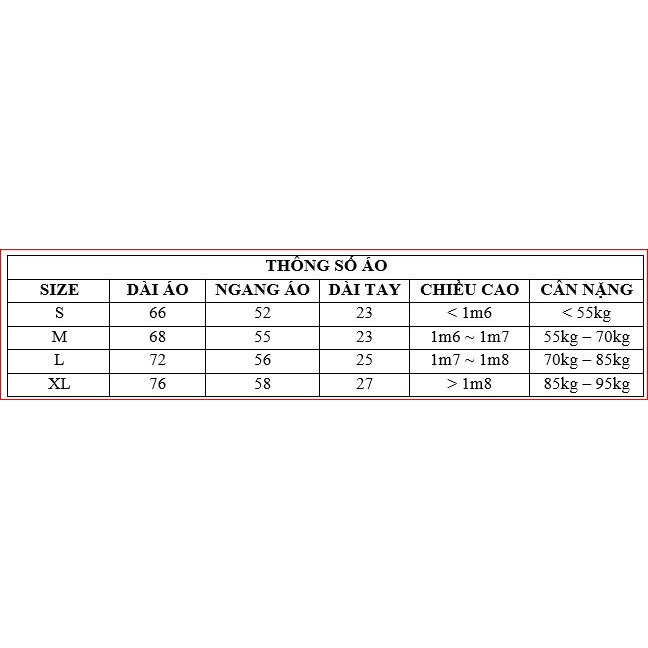 THÔNG SỐ ÁO
SIZE DÀI ÁO NGANG ÁO DÀI TAY CHIỀU CAO CÂN NẶNG
S 66 52 23 < 1m6 < 55kg
M 68 55 23 1m6 ~ 1m7 55kg – 70kg
L 72 56 25 1m7 ~ 1m8 70kg – 85kg
XL 76 58 27 > 1m8 85kg – 95kg